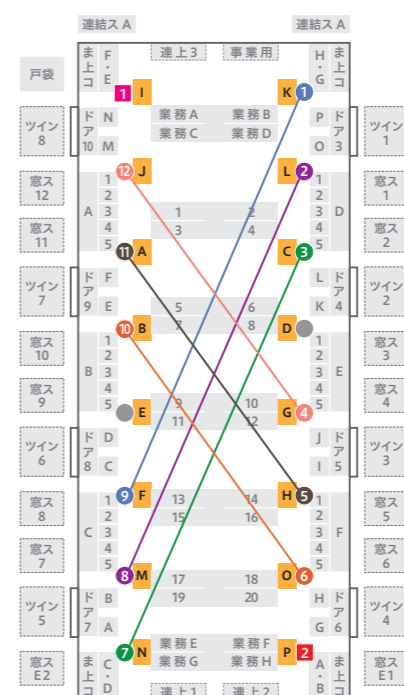 連結ス A 連結ス A
ま上コ F・E 連上3 事業用 H・G ま上コ
戸袋
1 I K 1
ツイン 8 ドア10 N M 業務A 業務B P O ドア3 ツイン 1
業務C 業務D
12 J L 2
窓ス 12 A 1 2 3 4 5 1 2 3 4 5 D 窓ス 1
1 2
3 4
窓ス 11 窓ス 2
11 A C 3
ツイン 7 ドア9 F E L K ドア4 ツイン 2
5 6
7 8
10 B D
窓ス 10 B 1 2 3 4 5 1 2 3 4 5 E 窓ス 3
窓ス 9 窓ス 4
9 10
E G 4
11 12
ツイン 6 ドア8 D C J I ドア5 ツイン 3
9 F H 5
窓ス 8 C 1 2 3 4 5 1 2 3 4 5 F 窓ス 5
13 14
15 16
窓ス 7 窓ス 6
8 M O 6
17 18
19 20
ツイン 5 ドア7 B A H G ドア6 ツイン 4
業務E 業務F
7 N P 2
業務G 業務H
窓ス E2 ま上コ C・D 連上1 連上2 A・ ま上コ 窓ス E1